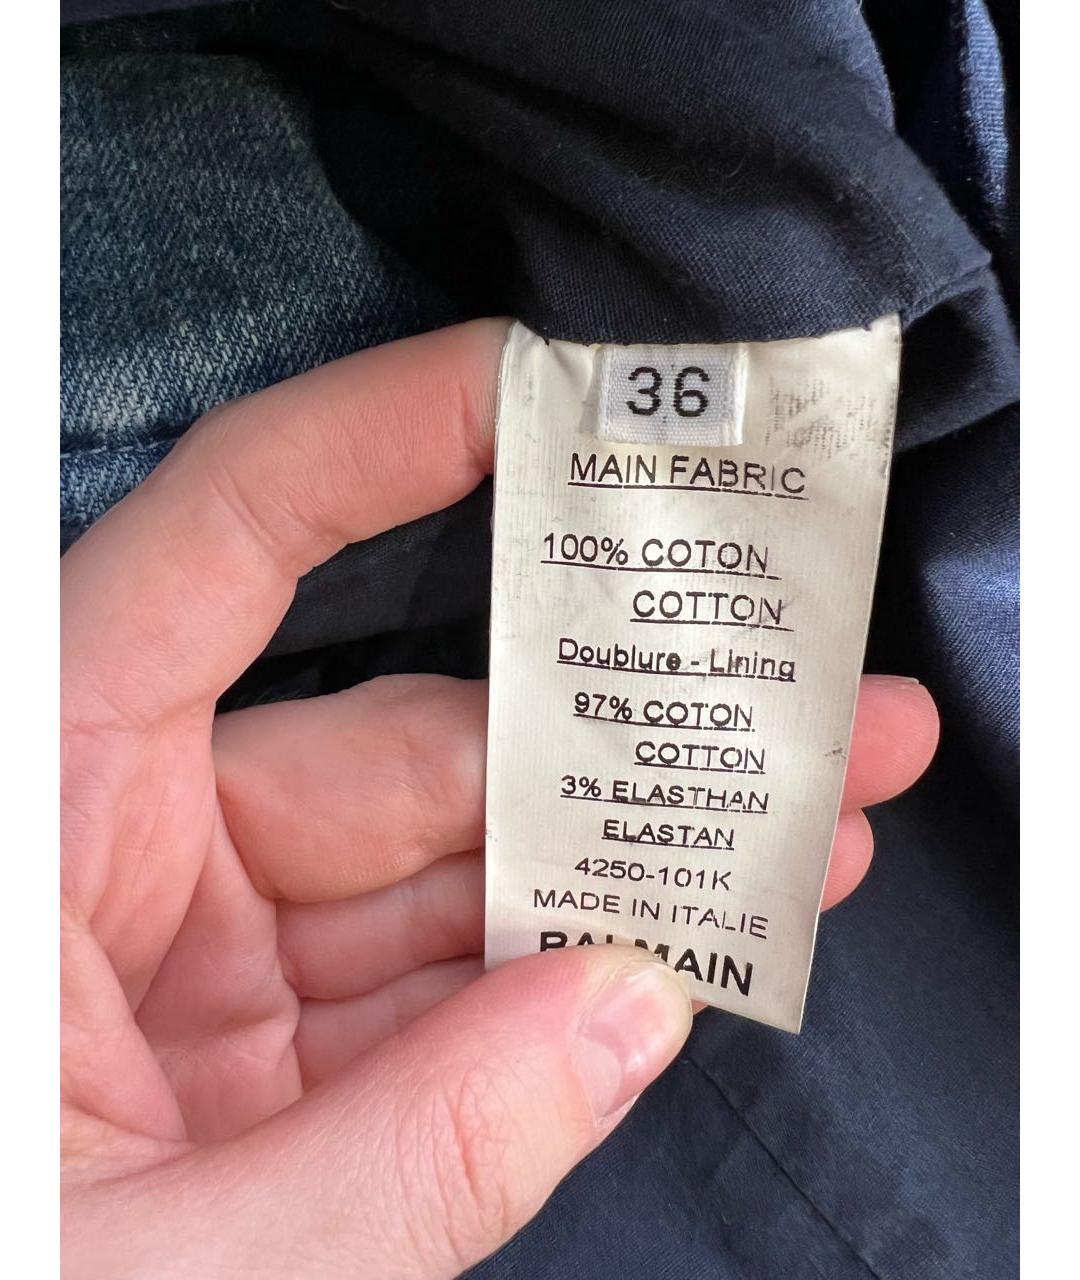 36
MAIN FABRIC
100% COTON
COTTON
Doublure - Lining
97% COTON
COTTON
3% ELASTHAN
ELASTAN
4250-101K
MADE IN ITALIE
BALMAIN